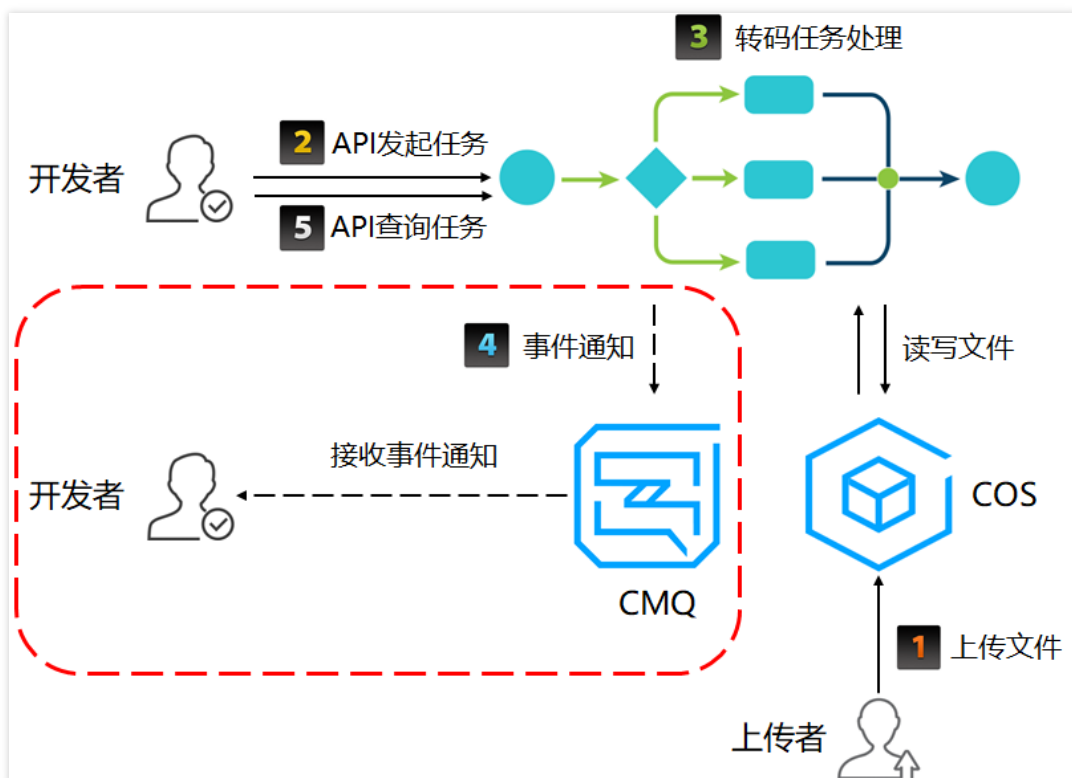 3 转码任务处理
2 API发起任务
开发者
5 API查询任务
4 事件通知
读写文件
接收事件通知
开发者
COS
CMQ
1 上传文件
上传者